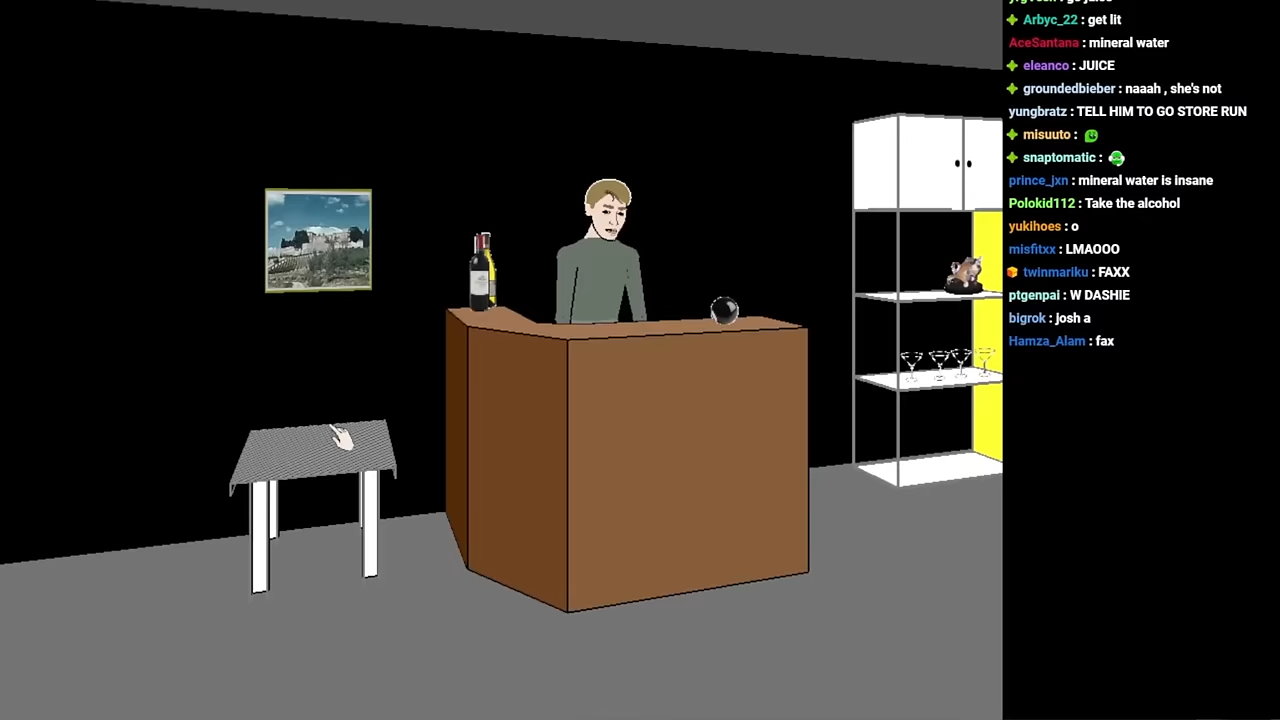 Arbyc_22 : get lit
AceSantana : mineral water
eleanco : JUICE
groundedbieber : naaah , she's not
yungbratz : TELL HIM TO GO STORE RUN
misuuto :
snaptomatic :
prince_jxn : mineral water is insane
Polokid112 : Take the alcohol
yukihoes : o
misfitxx : LMAOOO
twinmariku : FAXX
ptgenpai : W DASHIE
bigrok : josh a
Hamza_Alam : fax